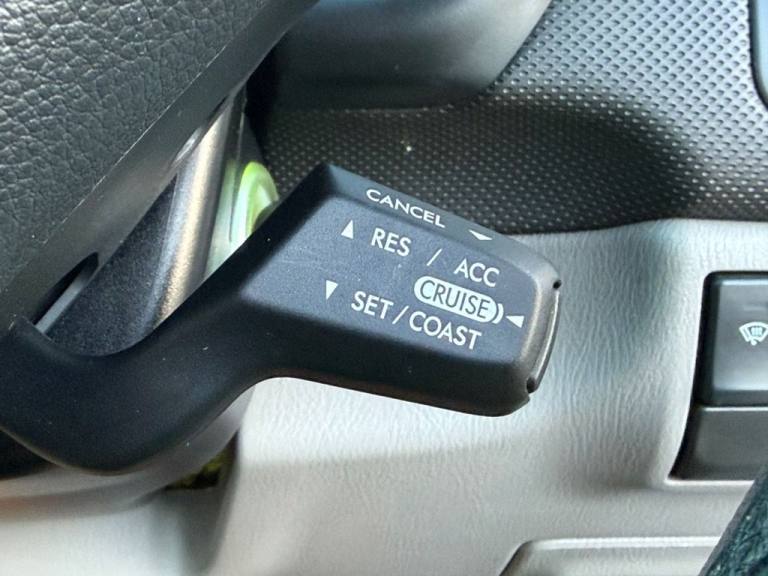 CANCEL
RES / ACC
CRUISE
SET / COAST